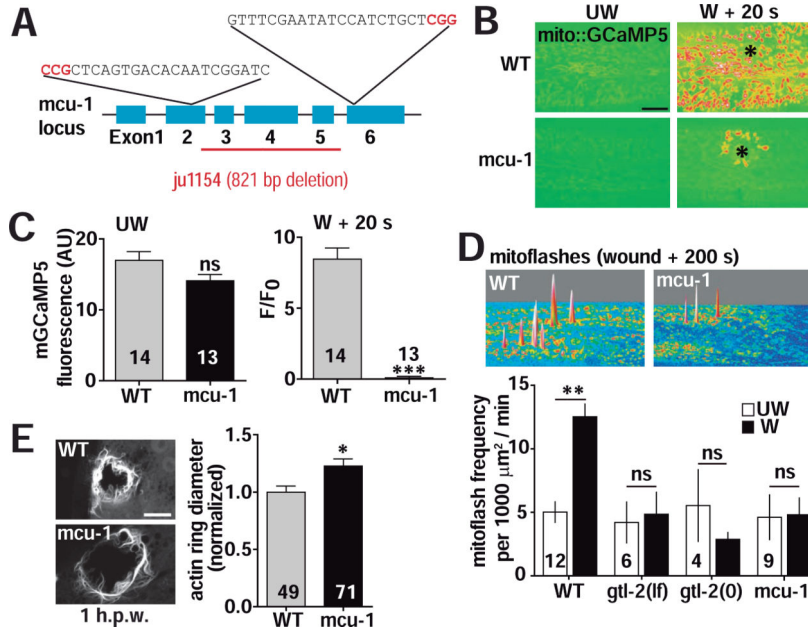 A
GTTTCGAATATCCATCTGCTCGG
CCGCTCAGTGACACAATCGGATC
mcu-1
locus
Exon1 2 3 4 5 6
ju1154 (821 bp deletion)
B
UW W + 20 s
mito::GCaMP5
WT
*
mcu-1
*
C
UW
mGCaMP5
fluorescence (AU)
20
15
10
5
0
ns
14 13
WT mcu-1
W + 20 s
F/F0
10
5
0
14
13
***
WT mcu-1
D
mitoflashes (wound + 200 s)
WT mcu-1
mitoflash frequency
per 1000 μm² / min
15
10
5
0
**
ns
ns
ns
UW
W
12 6 4 9
WT gtl-2(lf) gtl-2(0) mcu-1
E
WT
mcu-1
1 h.p.w.
actin ring diameter
(normalized)
1.5
1.0
0.5
0.0
*
49 71
WT mcu-1